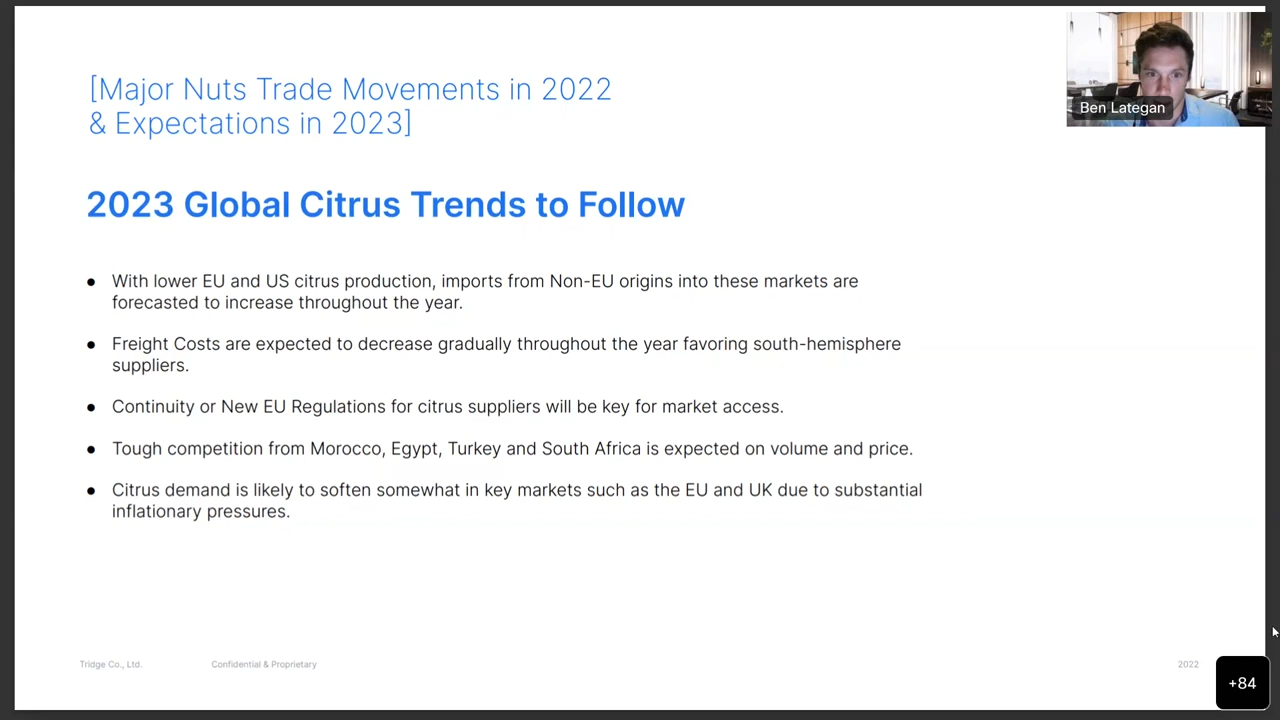 [Major Nuts Trade Movements in 2022
& Expectations in 2023]
Ben Lategan
2023 Global Citrus Trends to Follow
● With lower EU and US citrus production, imports from Non-EU origins into these markets are
forecasted to increase throughout the year.
● Freight Costs are expected to decrease gradually throughout the year favoring south-hemisphere
suppliers.
● Continuity or New EU Regulations for citrus suppliers will be key for market access.
● Tough competition from Morocco, Egypt, Turkey and South Africa is expected on volume and price.
● Citrus demand is likely to soften somewhat in key markets such as the EU and UK due to substantial
inflationary pressures.
Tridge Co., Ltd. Confidential & Proprietary 2022
+84